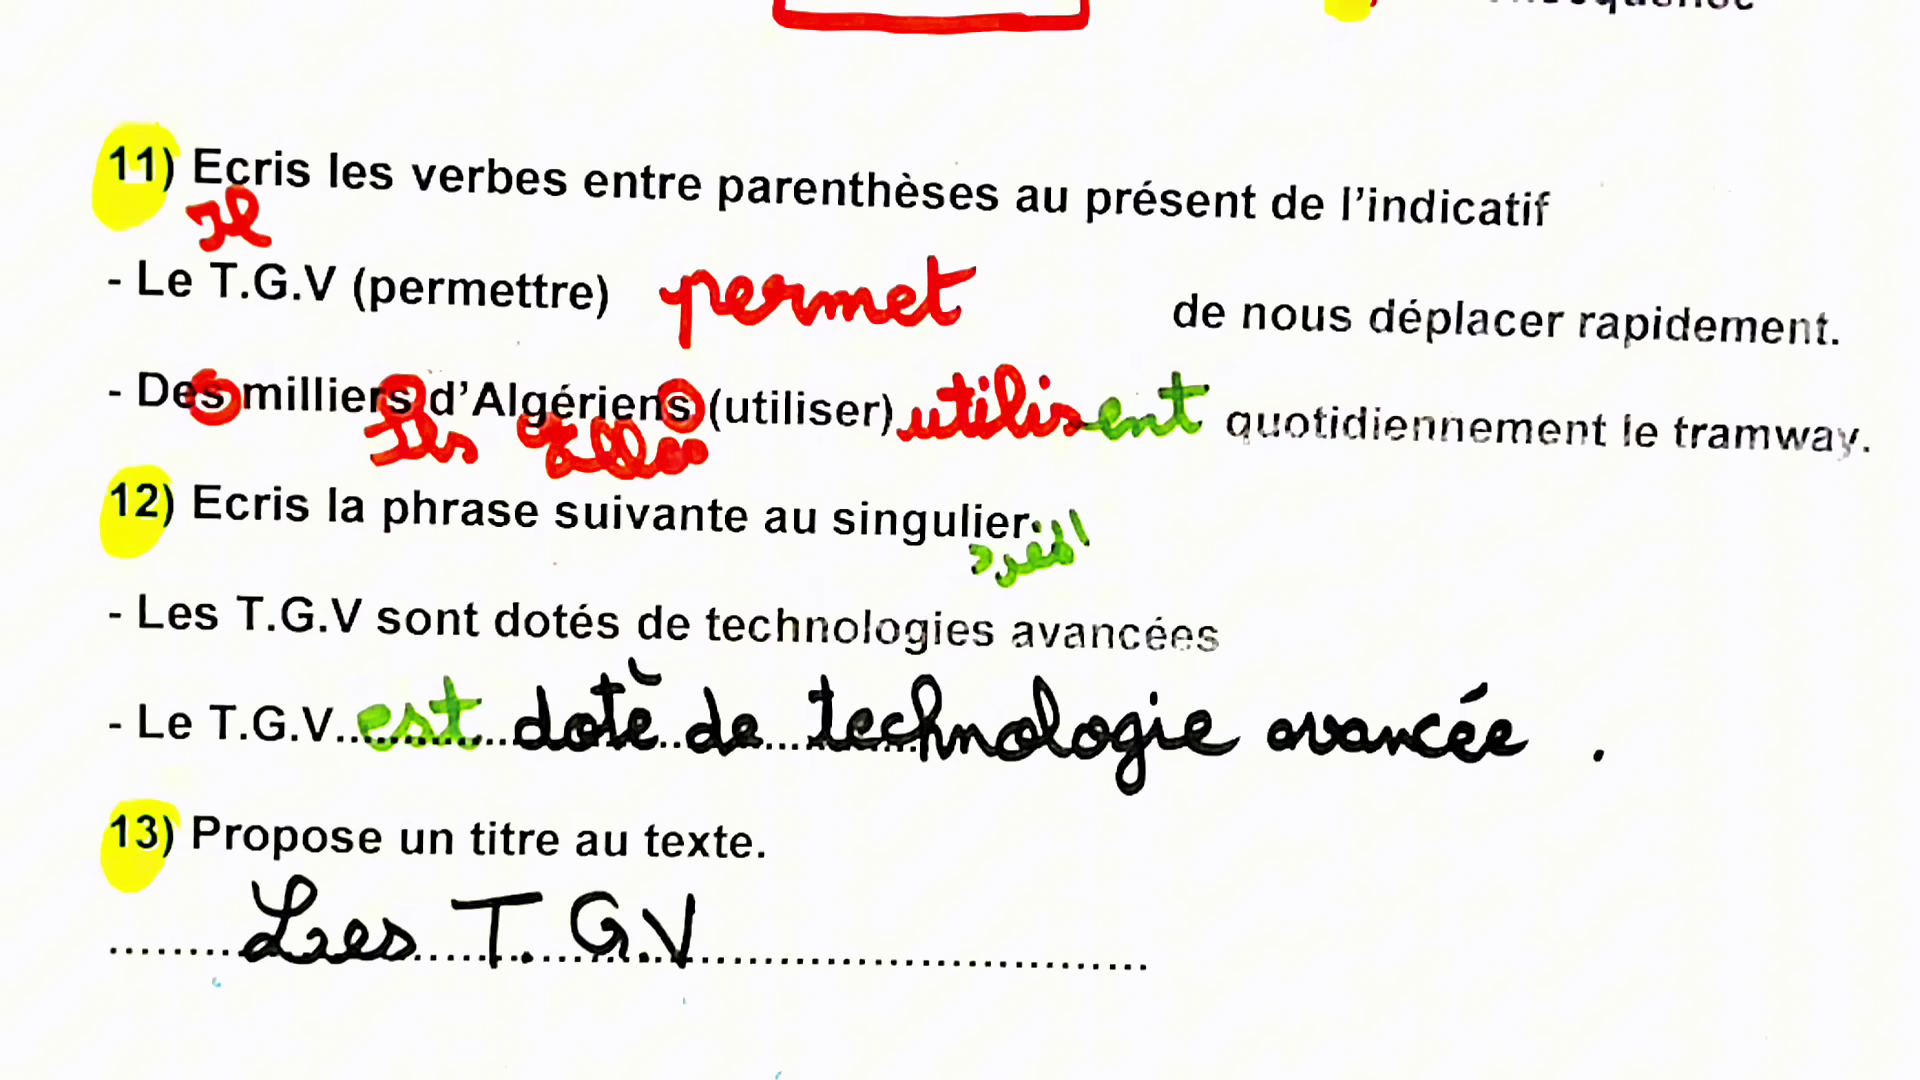 11) Ecris les verbes entre parenthèses au présent de l'indicatif
Il
- Le T.G.V (permettre) permet de nous déplacer rapidement.
- Des milliers d'Algériens (utiliser) utilisent quotidiennement le tramway.
Ils Elles
12) Ecris la phrase suivante au singulier.
- Les T.G.V sont dotés de technologies avancées
- Le T.G.V....est dotè de technologie avancée .
13) Propose un titre au texte.
........Les T.G.V........................